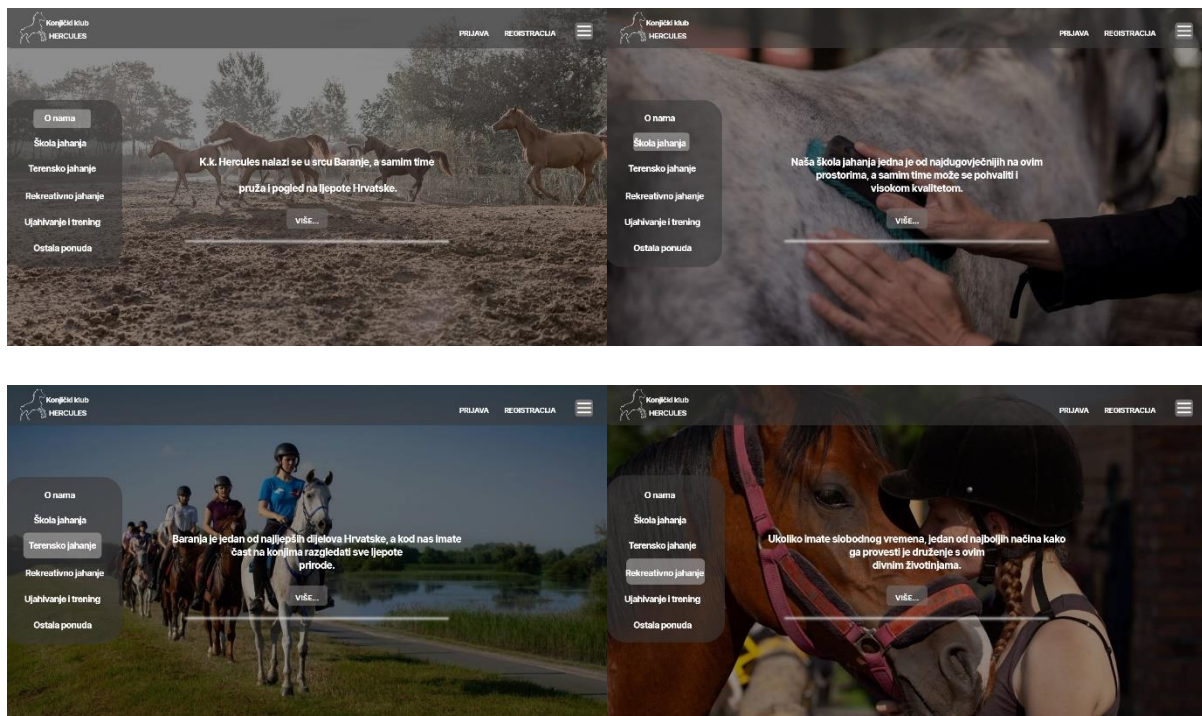 Konjički klub
HERCULES
PRIJAVA REGISTRACIJA
O nama
Škola jahanja
Terensko jahanje
Rekreativno jahanje
Ujahivanje i trening
Ostala ponuda
K.k. Hercules nalazi se u srcu Baranje, a samim time
pruža i pogled na ljepote Hrvatske.
VIŠE...
Konjički klub
HERCULES
PRIJAVA REGISTRACIJA
O nama
Škola jahanja
Terensko jahanje
Rekreativno jahanje
Ujahivanje i trening
Ostala ponuda
Naša škola jahanja jedna je od najdugovječnijih na ovim
prostorima, a samim time može se pohvaliti i
visokom kvalitetom.
VIŠE...
Konjički klub
HERCULES
PRIJAVA REGISTRACIJA
O nama
Škola jahanja
Terensko jahanje
Rekreativno jahanje
Ujahivanje i trening
Ostala ponuda
Baranja je jedan od najljepših dijelova Hrvatske, a kod nas imate
čast na konjima razgledati sve ljepote
prirode.
VIŠE...
Konjički klub
HERCULES
PRIJAVA REGISTRACIJA
O nama
Škola jahanja
Terensko jahanje
Rekreativno jahanje
Ujahivanje i trening
Ostala ponuda
Ukoliko imate slobodnog vremena, jedan od najboljih načina kako
ga provesti je druženje s ovim
divnim životinjama.
VIŠE...